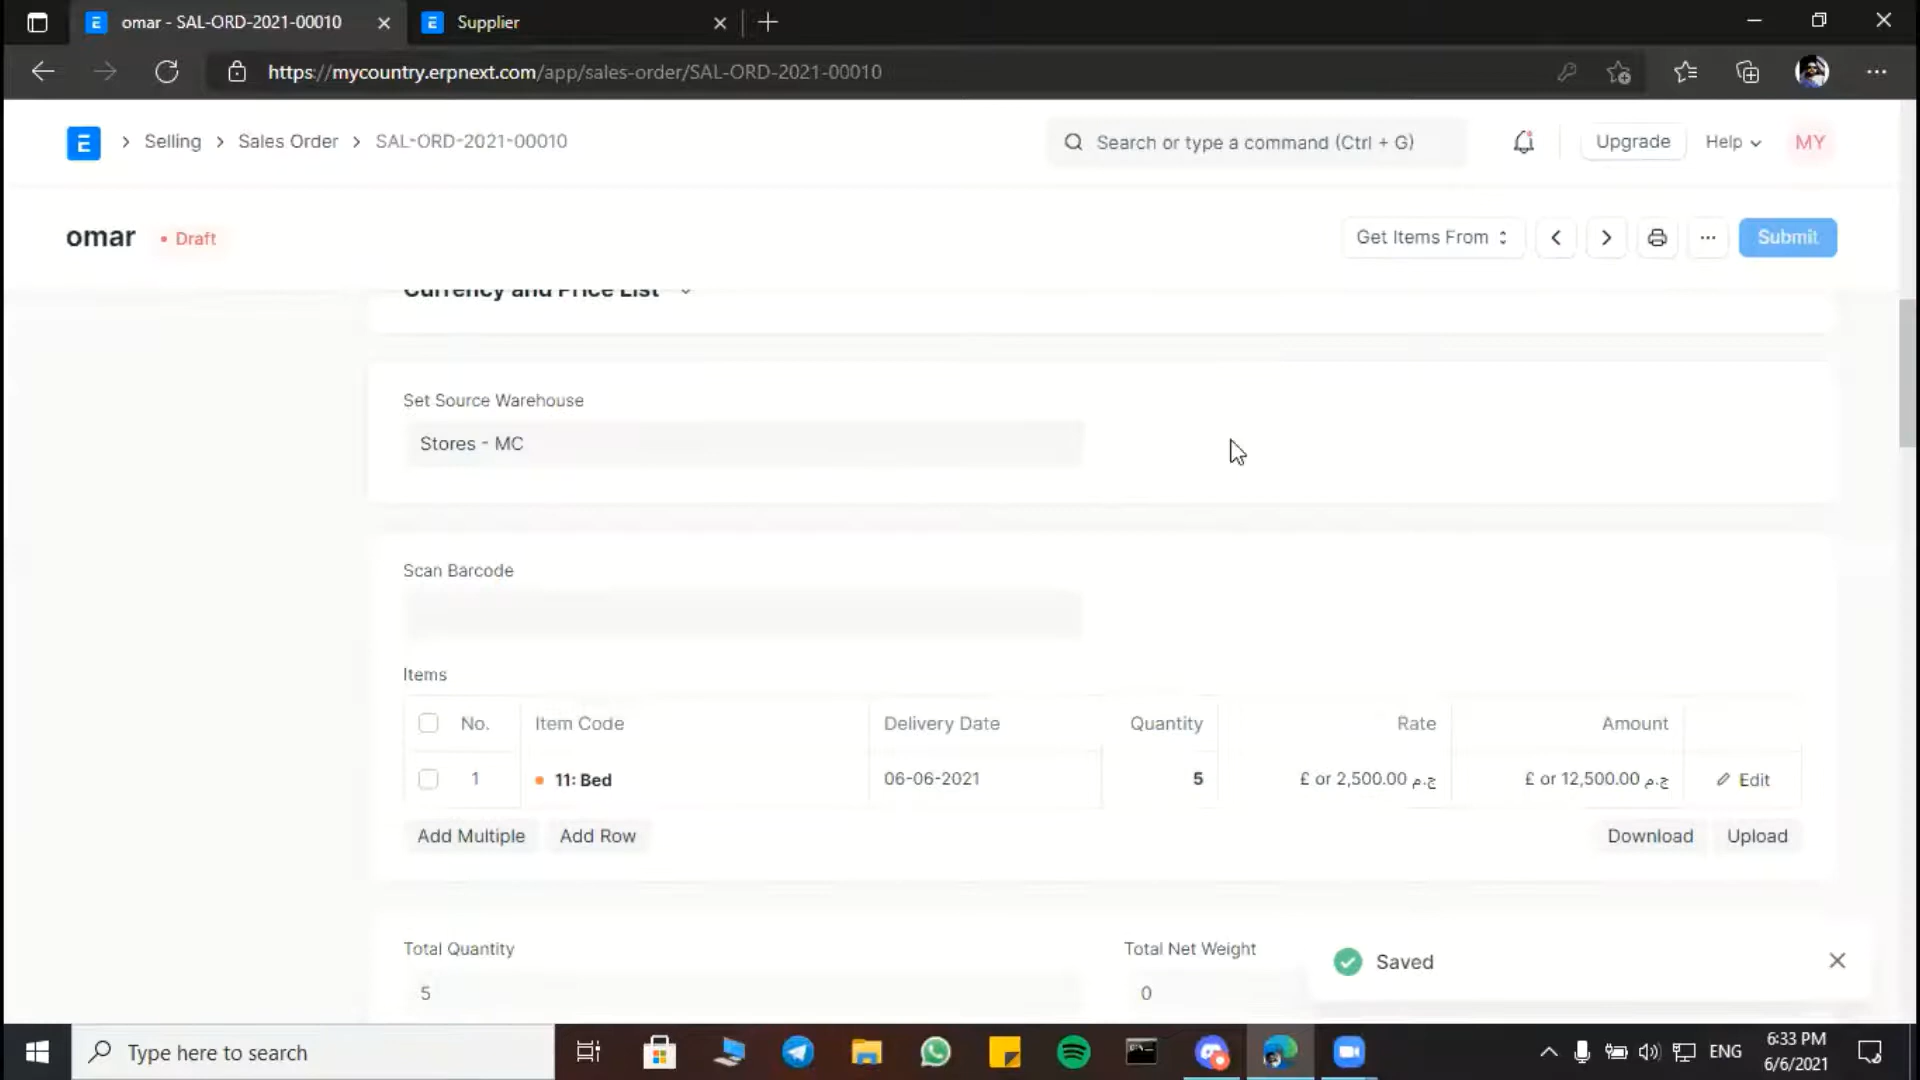 omar - SAL-ORD-2021-00010
Supplier
https://mycountry.erpnext.com/app/sales-order/SAL-ORD-2021-00010
E
Selling
Sales Order
SAL-ORD-2021-00010
Search or type a command (Ctrl + G)
Upgrade
Help
MY
omar
Draft
Get Items From
Submit
Currency and Price List
Set Source Warehouse
Stores - MC
Scan Barcode
Items
No. Item Code Delivery Date Quantity Rate Amount
1 11: Bed 06-06-2021 5 £ or 2,500.00 ج.م £ or 12,500.00 ج.م Edit
Add Multiple Add Row Download Upload
Total Quantity
5
Total Net Weight
0
Saved
Type here to search
ENG
6:33 PM
6/6/2021